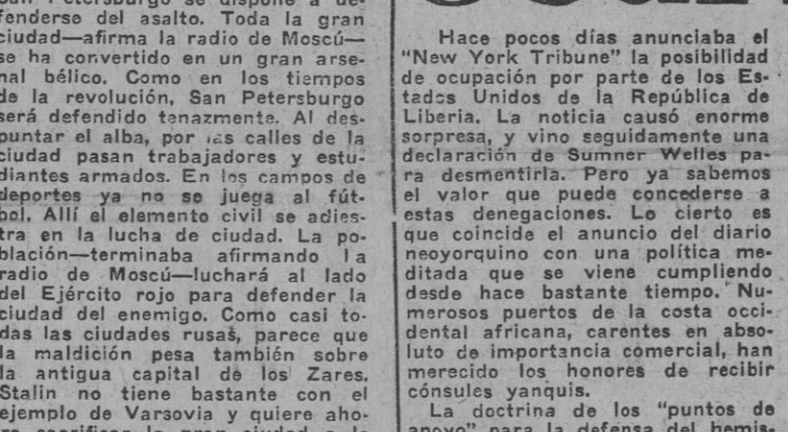 San Petersburgo se dispone a de-
fenderse del asalto. Toda la gran
ciudad—afirma la radio de Moscú—
se ha convertido en un gran arse-
nal bélico. Como en los tiempos
de la revolución, San Petersburgo
será defendido tenazmente. Al des-
puntar el alba, por las calles de la
ciudad pasan trabajadores y estu-
diantes armados. En los campos de
deportes ya no se juega al fút-
bol. Allí el elemento civil se adies-
tra en la lucha de ciudad. La po-
blación—terminaba afirmando la
radio de Moscú—luchará al lado
del Ejército rojo para defender la
ciudad del enemigo. Como casi to-
das las ciudades rusas, parece que
la maldición pesa también sobre
la antigua capital de los Zares.
Stalin no tiene bastante con el
ejemplo de Varsovia y quiere aho-
Hace pocos días anunciaba el
"New York Tribune" la posibilidad
de ocupación por parte de los Es-
tados Unidos de la República de
Liberia. La noticia causó enorme
sorpresa, y vino seguidamente una
declaración de Sumner Welles pa-
ra desmentirla. Pero ya sabemos
el valor que puede concederse a
estas denegaciones. Lo cierto es
que coincide el anuncio del diario
neoyorquino con una política me-
ditada que se viene cumpliendo
desde hace bastante tiempo. Nu-
merosos puertos de la costa occi-
dental africana, carentes en abso-
luto de importancia comercial, han
merecido los honores de recibir
cónsules yanquis.
La doctrina de los "puntos de
apoyo" para la defensa del hemis-